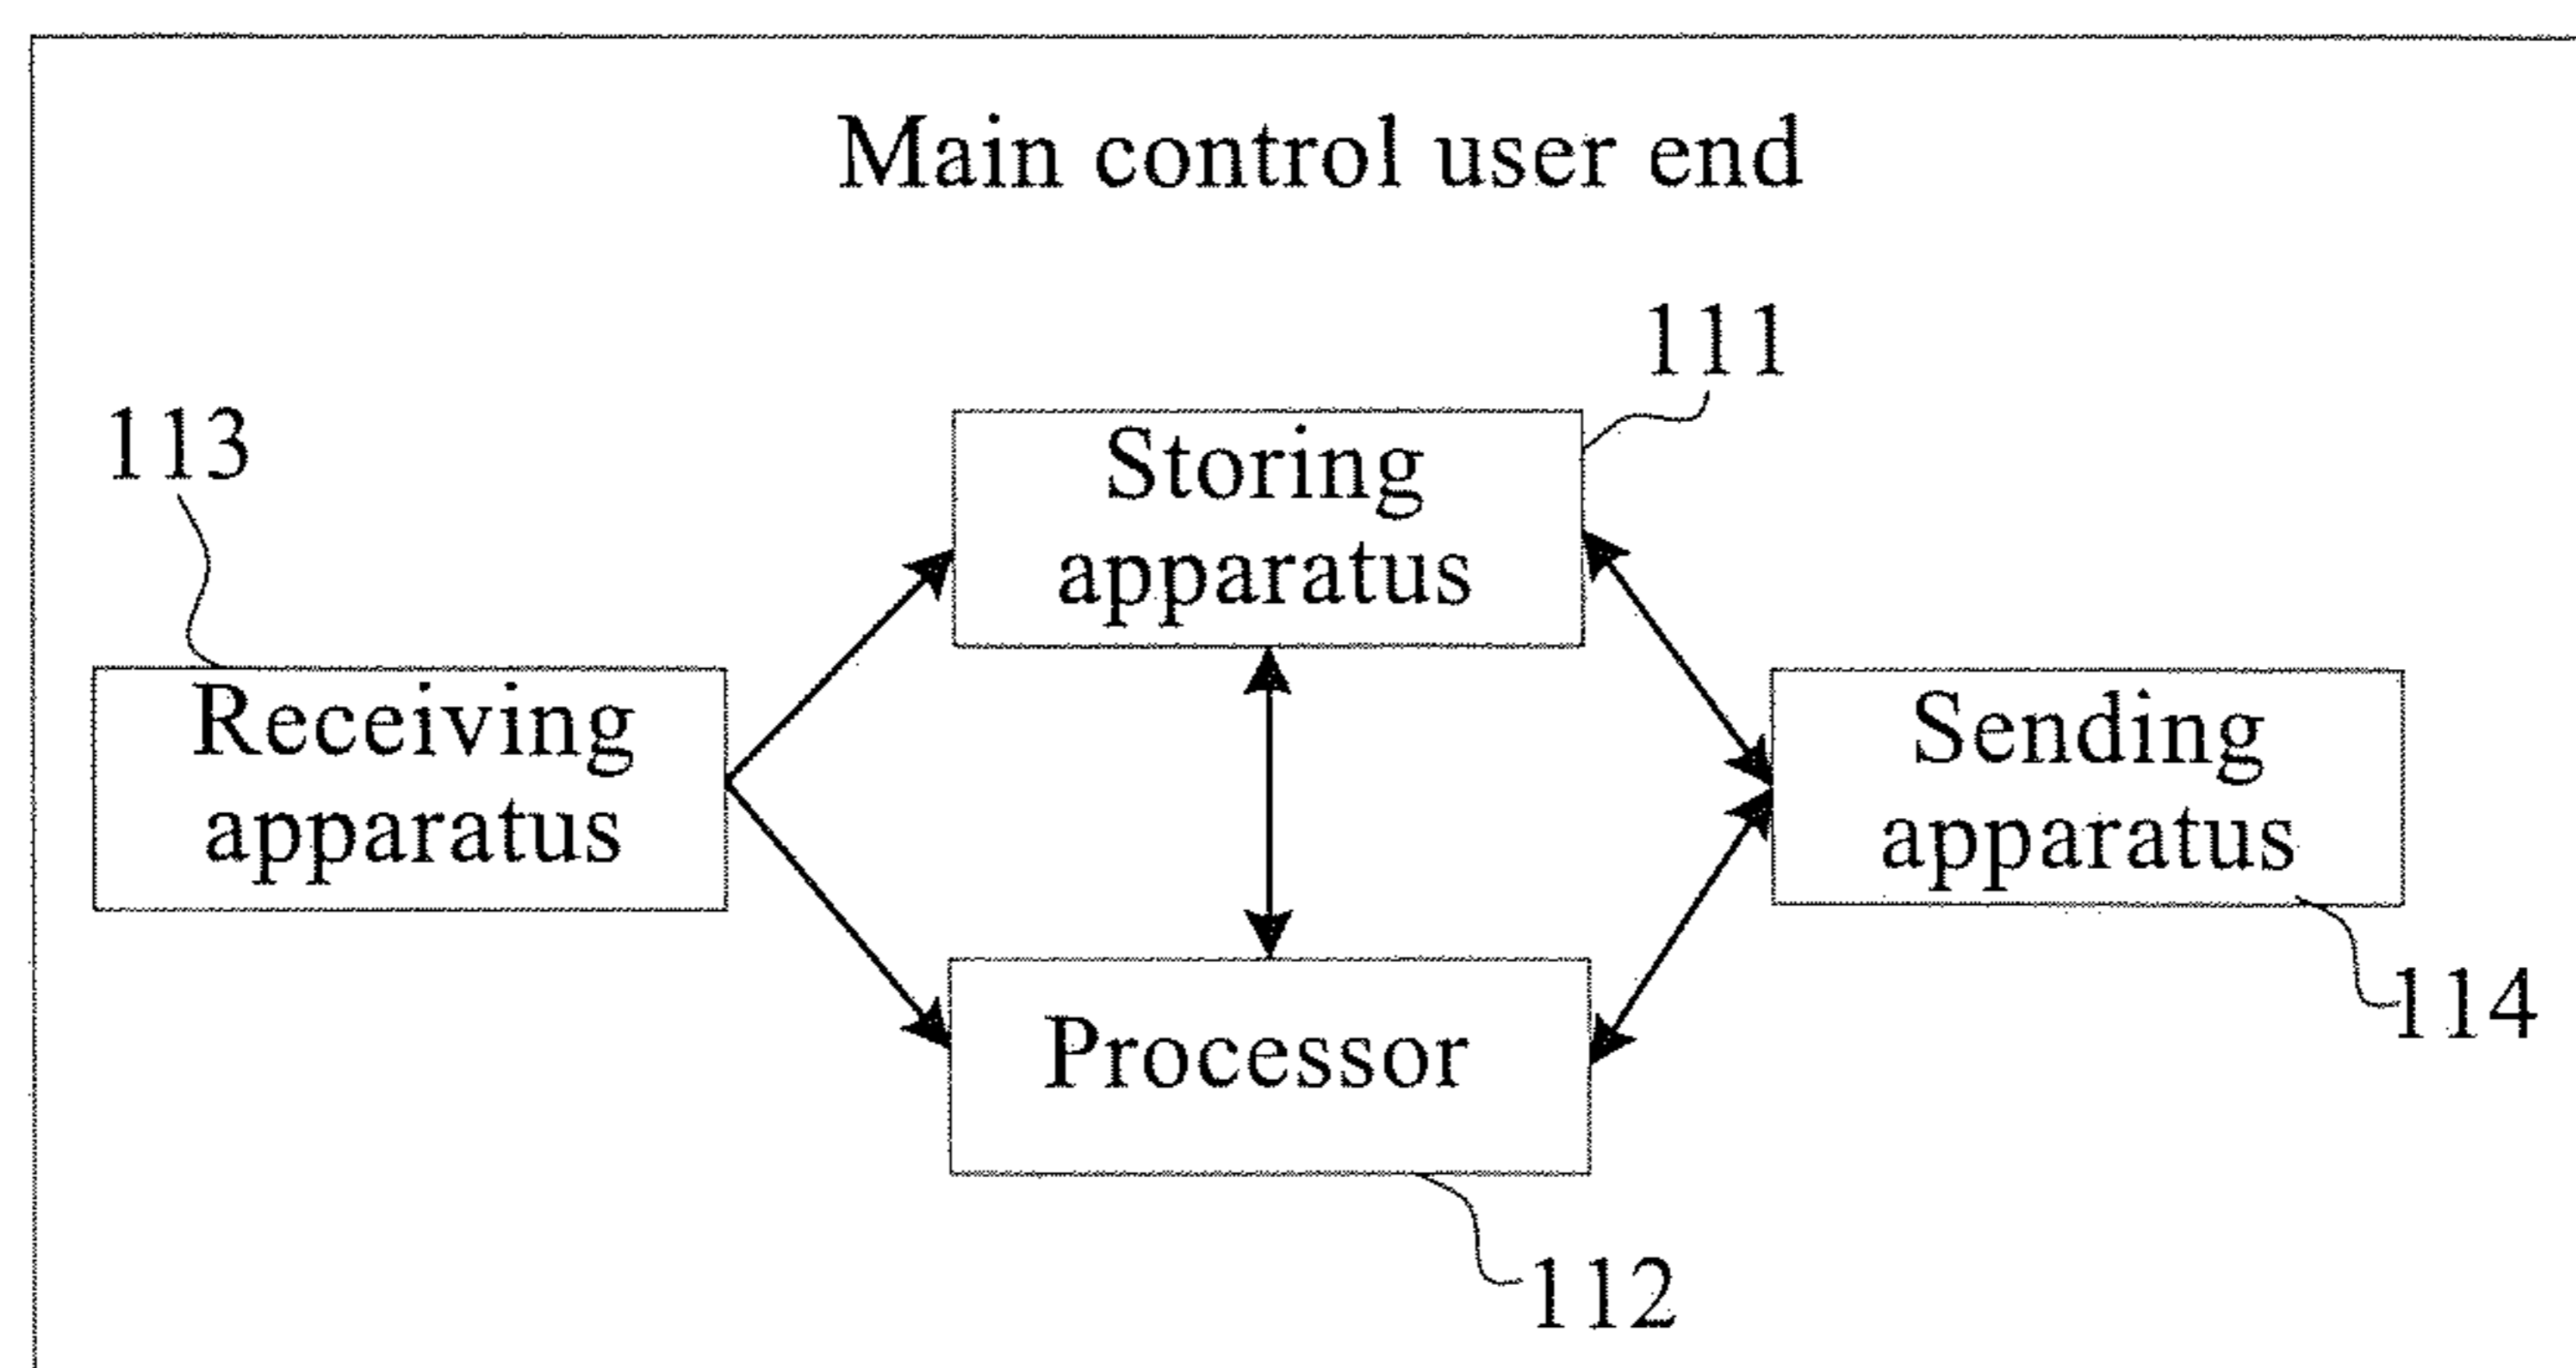 Main control user end
111
113
Storing
apparatus
Receiving
apparatus
Sending
apparatus
Processor
114
112